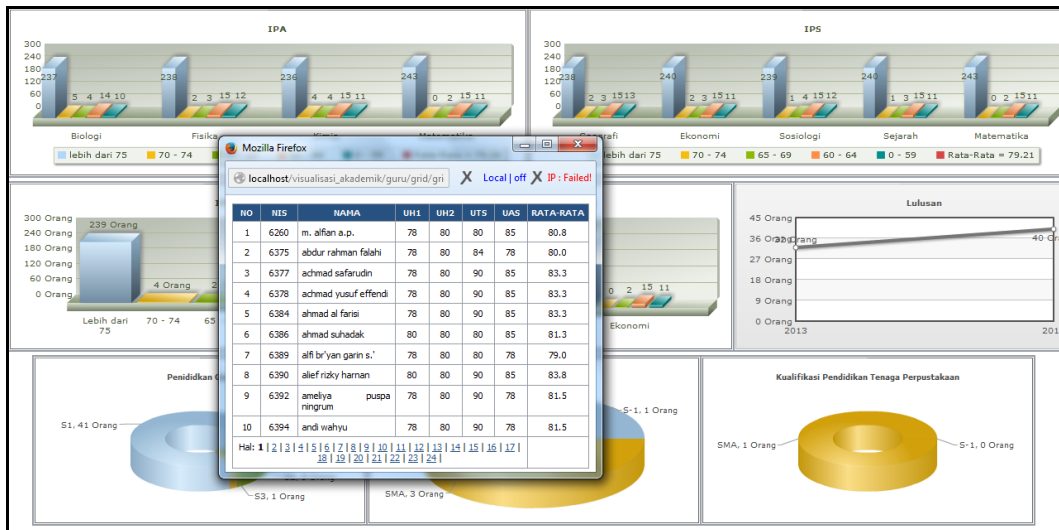 IPA
300
240
180
120
60
0
237
5 4 14 10
238
2 3 15 12
236
4 4 15 11
243
0 2 15 11
Biologi
Fisika
lebih dari 75
70 - 74
IPS
300
240
180
120
60
0
238
2 3 15 13
240
2 3 15 11
239
1 4 15 12
240
1 3 15 11
243
0 2 15 11
Ekonomi
Sosiologi
Sejarah
Matematika
lebih dari 75
70 - 74
65 - 69
60 - 64
0 - 59
Rata-Rata = 79.21
Mozilla Firefox
localhost/visualisasi_akademik/guru/grid/gri
Local | off
IP : Failed!
NO NIS NAMA UH1 UH2 UTS UAS RATA-RATA
1 6260 m. alfian a.p. 78 80 80 85 80.8
2 6375 abdur rahman falahi 78 80 84 78 80.0
3 6377 achmad safarudin 78 80 90 85 83.3
4 6378 achmad yusuf effendi 78 80 90 85 83.3
5 6384 ahmad al farisi 78 80 90 85 83.3
6 6386 ahmad suhadak 80 80 80 85 81.3
7 6389 alfi br'yan garin s.' 78 80 80 78 79.0
8 6390 alief rizky harnan 80 80 90 85 83.8
9 6392 ameliya puspa 78 80 90 78 81.5
ningrum
10 6394 andi wahyu 78 80 90 78 81.5
Hal: 1 | 2 | 3 | 4 | 5 | 6 | 7 | 8 | 9 | 10 | 11 | 12 | 13 | 14 | 15 | 16 | 17 |
18 | 19 | 20 | 21 | 22 | 23 | 24 |
300 Orang
240 Orang
180 Orang
120 Orang
60 Orang
0 Orang
239 Orang
4 Orang
Lebih dari
75
70 - 74
0 2 15 11
Ekonomi
Lulusan
45 Orang
36 Orang
27 Orang
18 Orang
9 Orang
0 Orang
32 Orang
40
2013
S1, 41 Orang
S3, 1 Orang
S-1, 1 Orang
SMA, 3 Orang
Kualifikasi Pendidikan Tenaga Perpustakaan
SMA, 1 Orang
S-1, 0 Orang